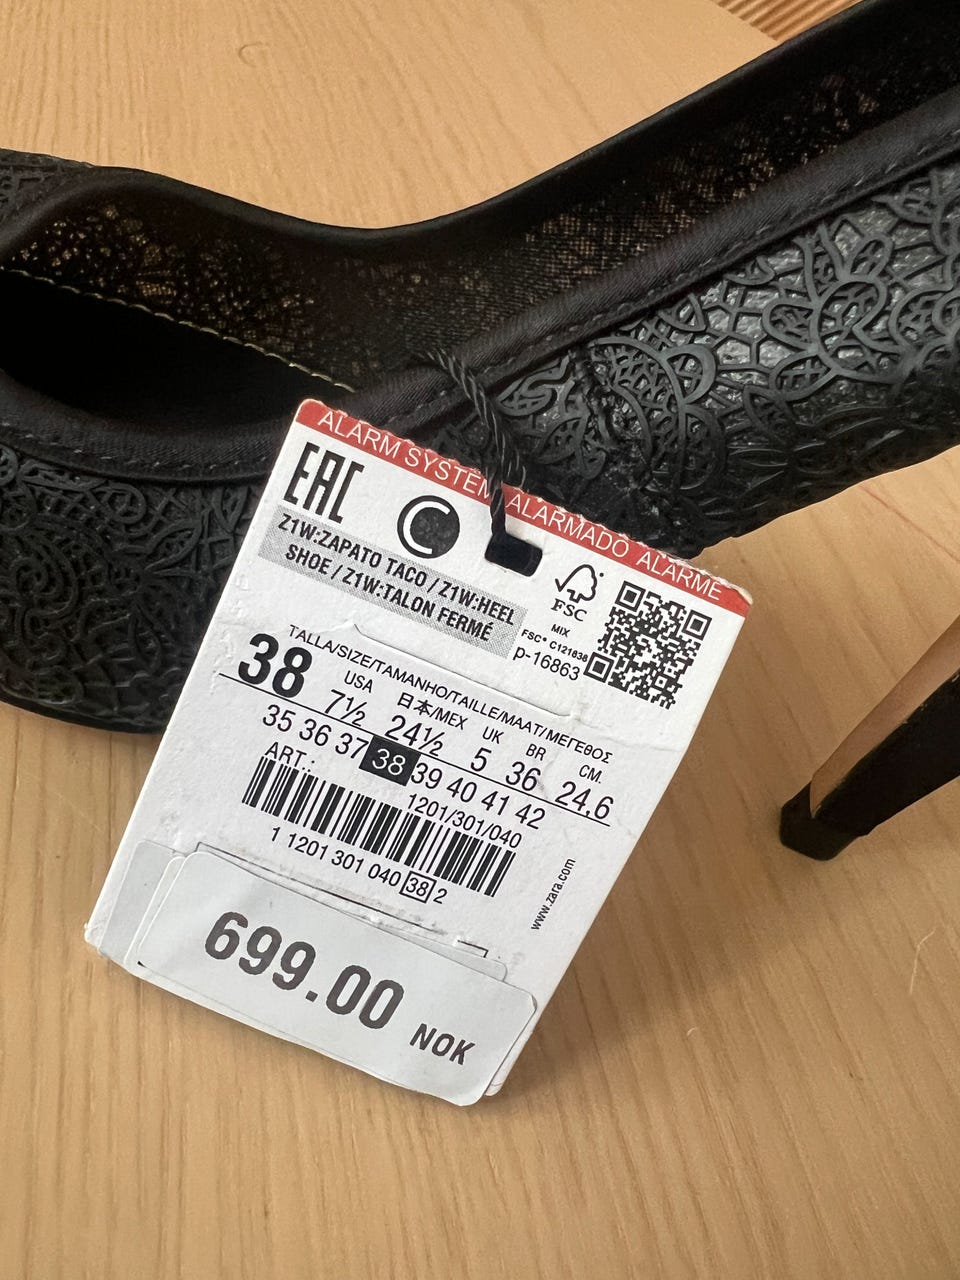 ALARM SYSTEM ALARMADO ALARME
EAC
C
Z1W:ZAPATO TACO / Z1W:HEEL
SHOE / Z1W:TALON FERMÉ
FSC
MIX
FSC® C121838
p-16863
TALLA/SIZE/TAMANHO/TAILLE/MAAT/ΜΕΓΕΘΟΣ
USA 日本/MEX UK BR CM.
38 7½ 24½ 5 36 24,6
35 36 37 38 39 40 41 42
ART.:
1201/301/040
1 1201 301 040 38 2
www.zara.com
699.00 NOK